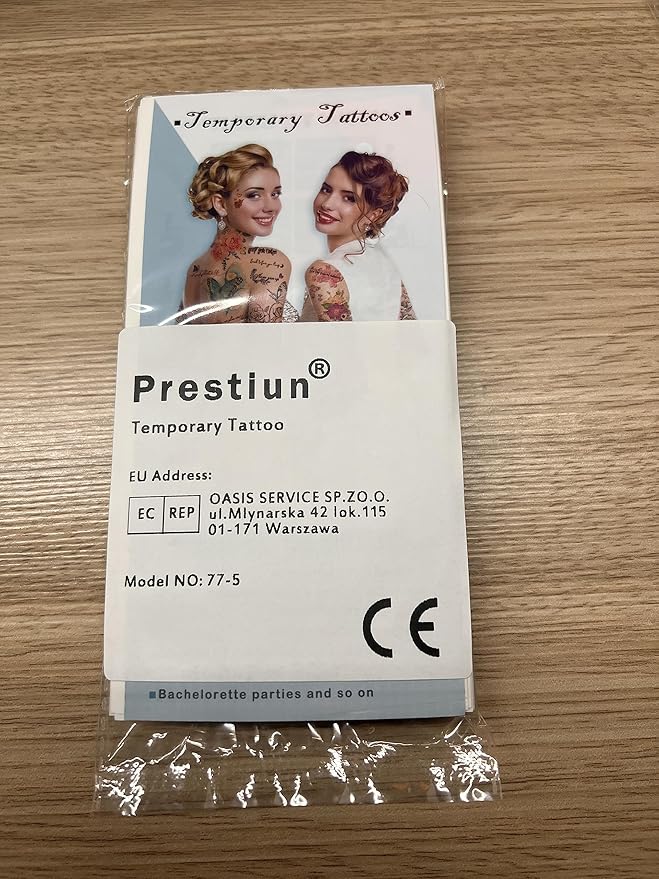 ▪Temporary Tattoos▪
Prestiun®
Temporary Tattoo
EU Address:
EC REP
OASIS SERVICE SP.ZO.O.
ul.Mlynarska 42 lok.115
01-171 Warszawa
Model NO: 77-5
CE
▪Bachelorette parties and so on